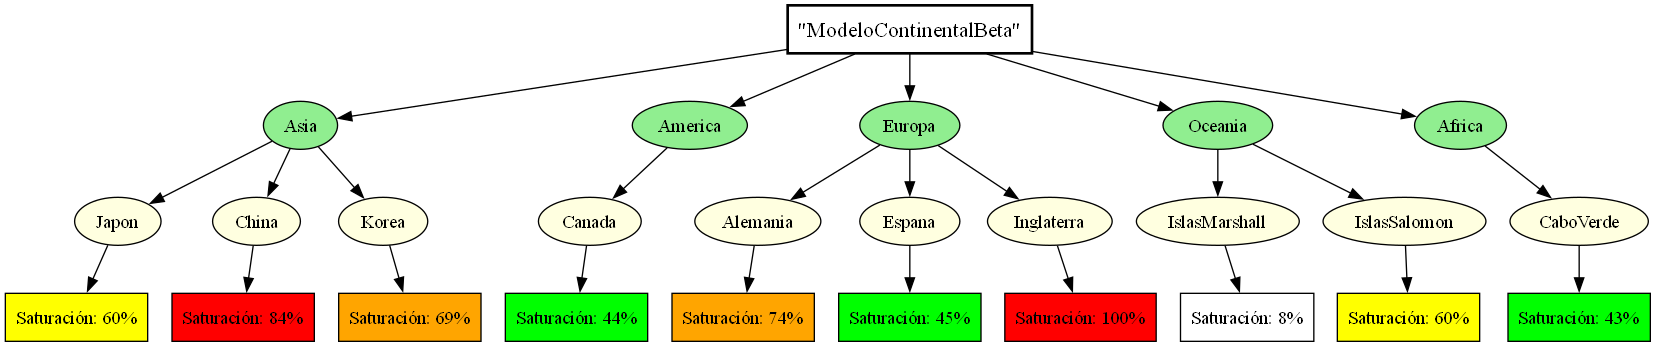 "ModeloContinentalBeta"
Asia
America
Europa
Oceania
Africa
Japon
China
Korea
Canada
Alemania
Espana
Inglaterra
IslasMarshall
IslasSalomon
CaboVerde
Saturación: 60%
Saturación: 84%
Saturación: 69%
Saturación: 44%
Saturación: 74%
Saturación: 45%
Saturación: 100%
Saturación: 8%
Saturación: 60%
Saturación: 43%